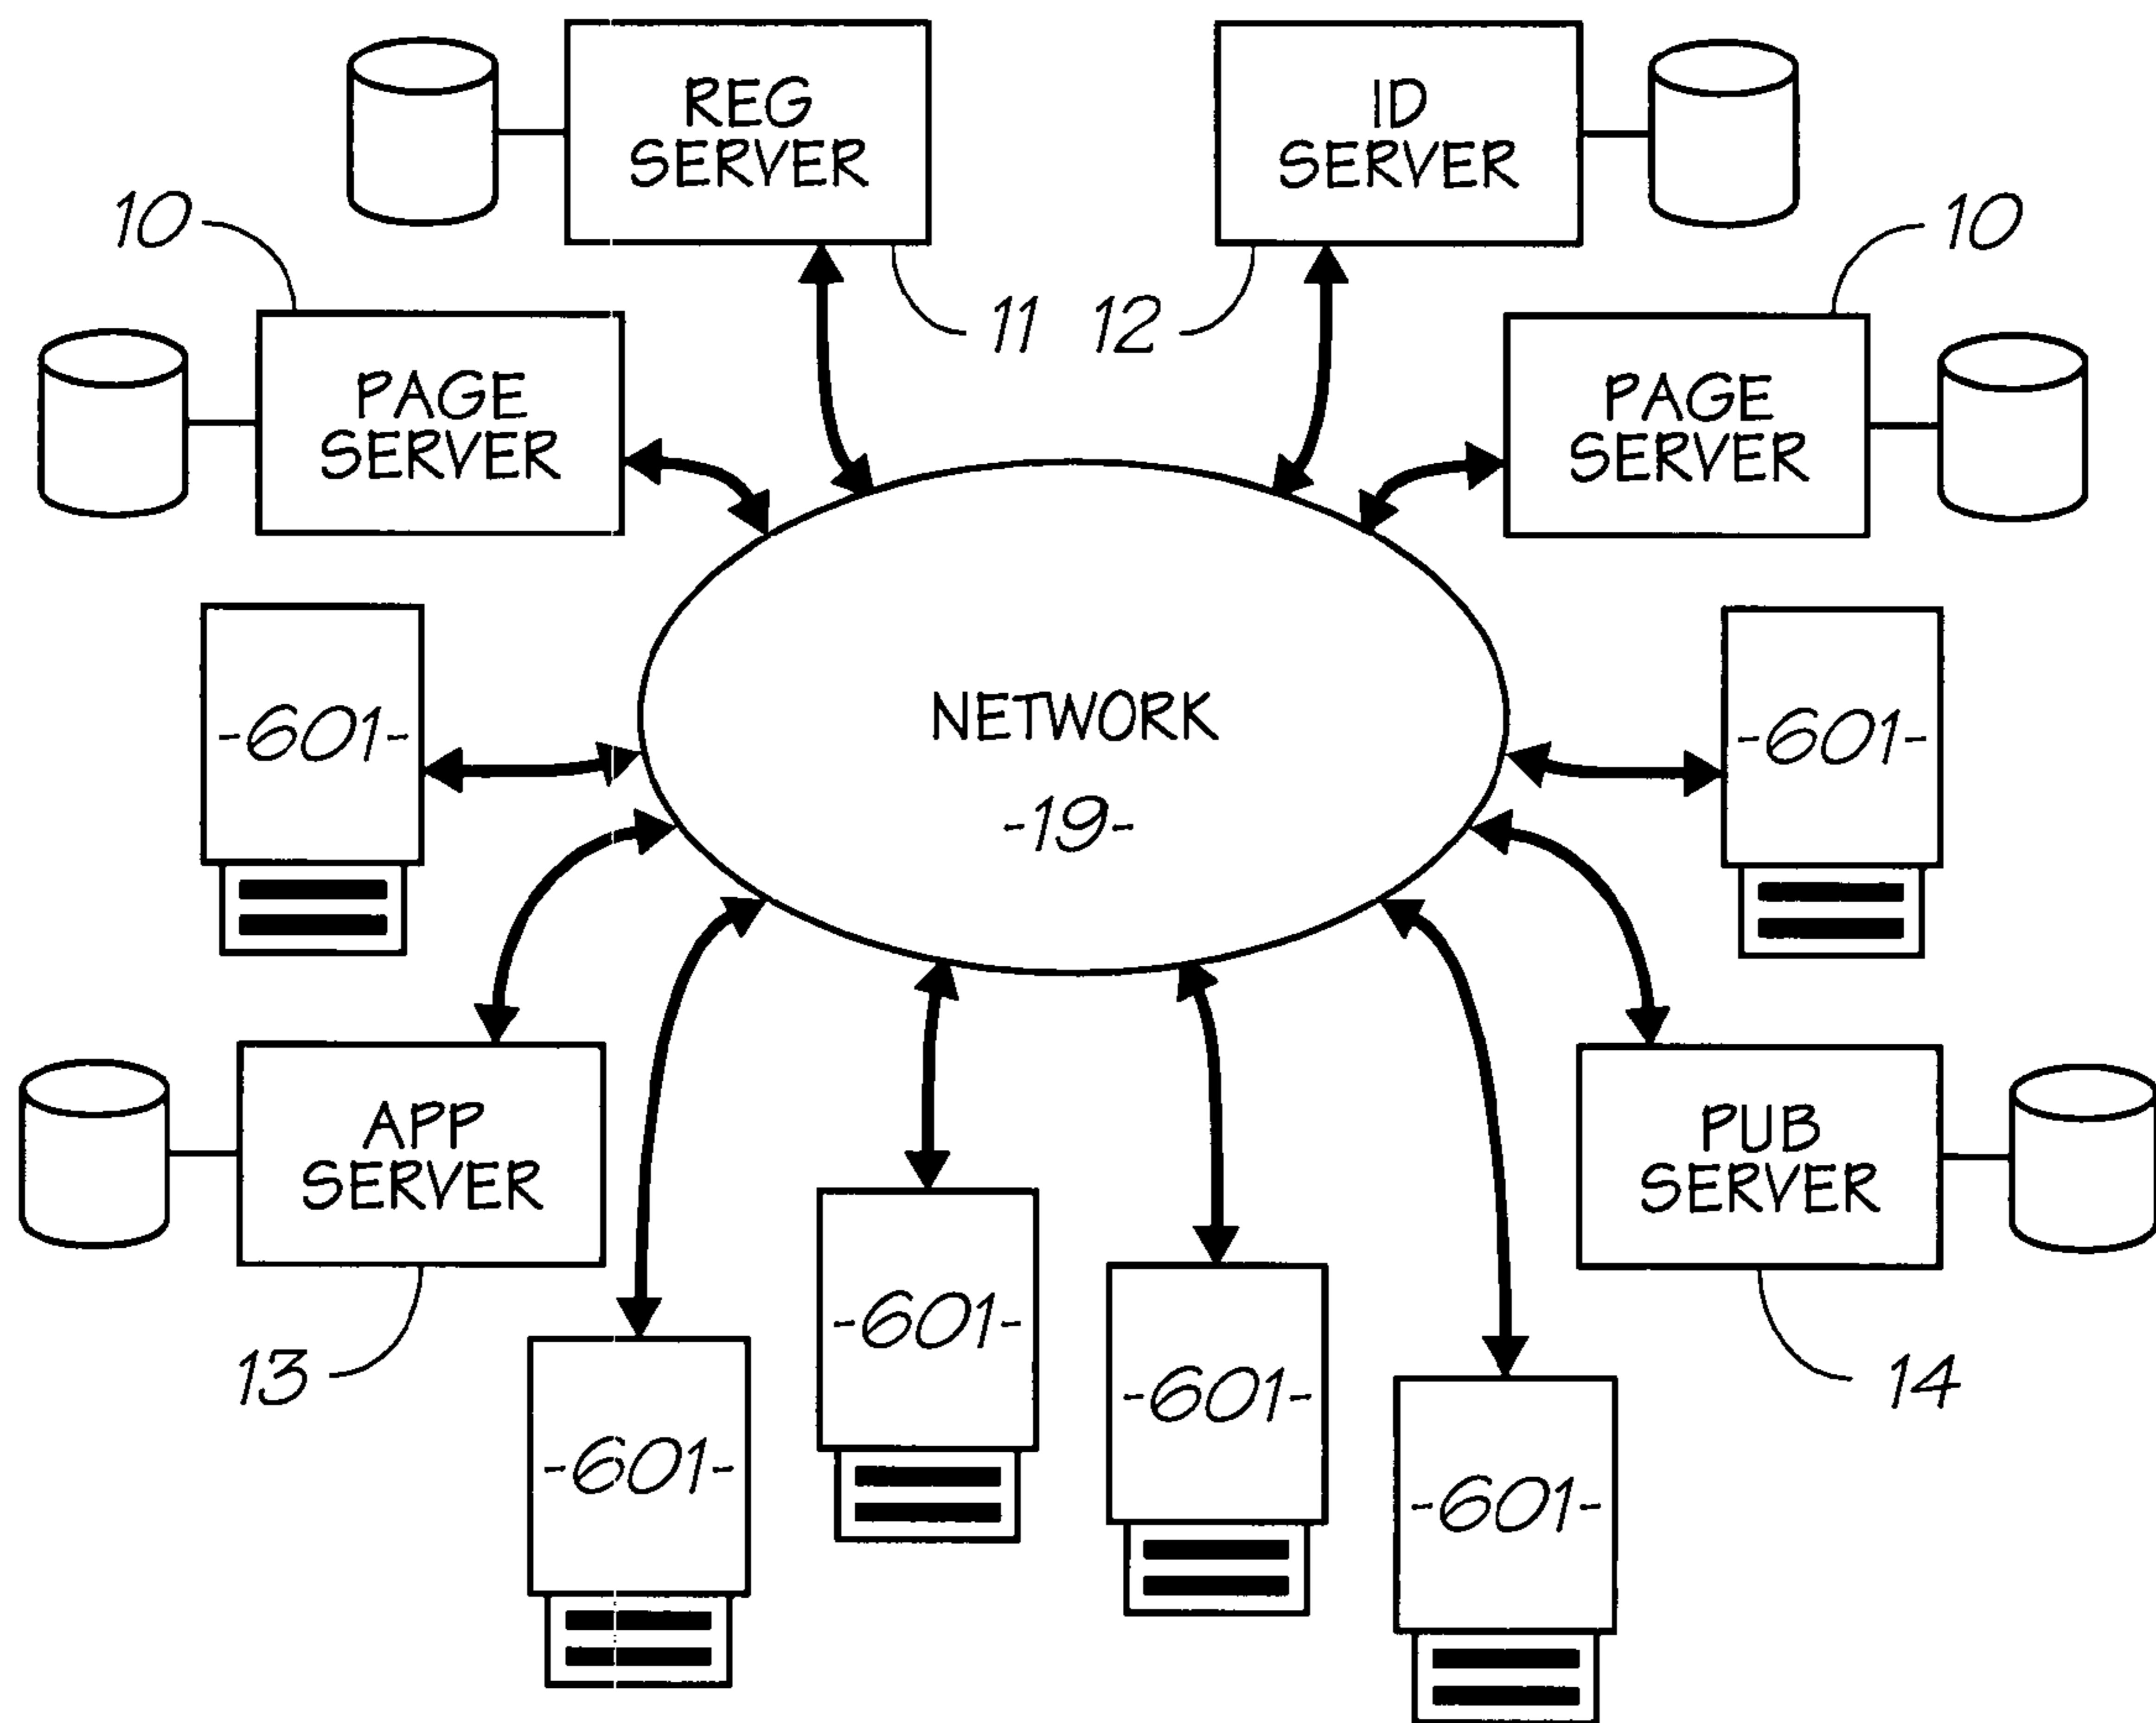 REG
SERVER
ID
SERVER
10
10
11
12
PAGE
SERVER
PAGE
SERVER
-601-
NETWORK
-19-
-601-
APP
SERVER
PUB
SERVER
13
-601-
-601-
-601-
-601-
14